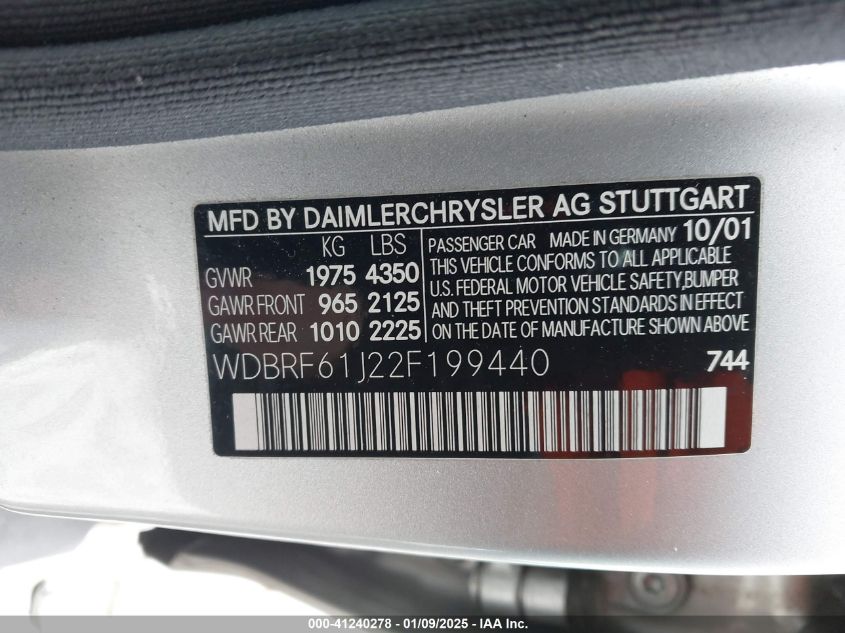 MFD BY DAIMLERCHRYSLER AG STUTTGART
KG LBS
GVWR 1975 4350
GAWR FRONT 965 2125
GAWR REAR 1010 2225
PASSENGER CAR MADE IN GERMANY 10/01
THIS VEHICLE CONFORMS TO ALL APPLICABLE
U.S. FEDERAL MOTOR VEHICLE SAFETY,BUMPER
AND THEFT PREVENTION STANDARDS IN EFFECT
ON THE DATE OF MANUFACTURE SHOWN ABOVE.
WDBRF61J22F199440 744
000-41240278 - 01/09/2025 - © IAA Inc.